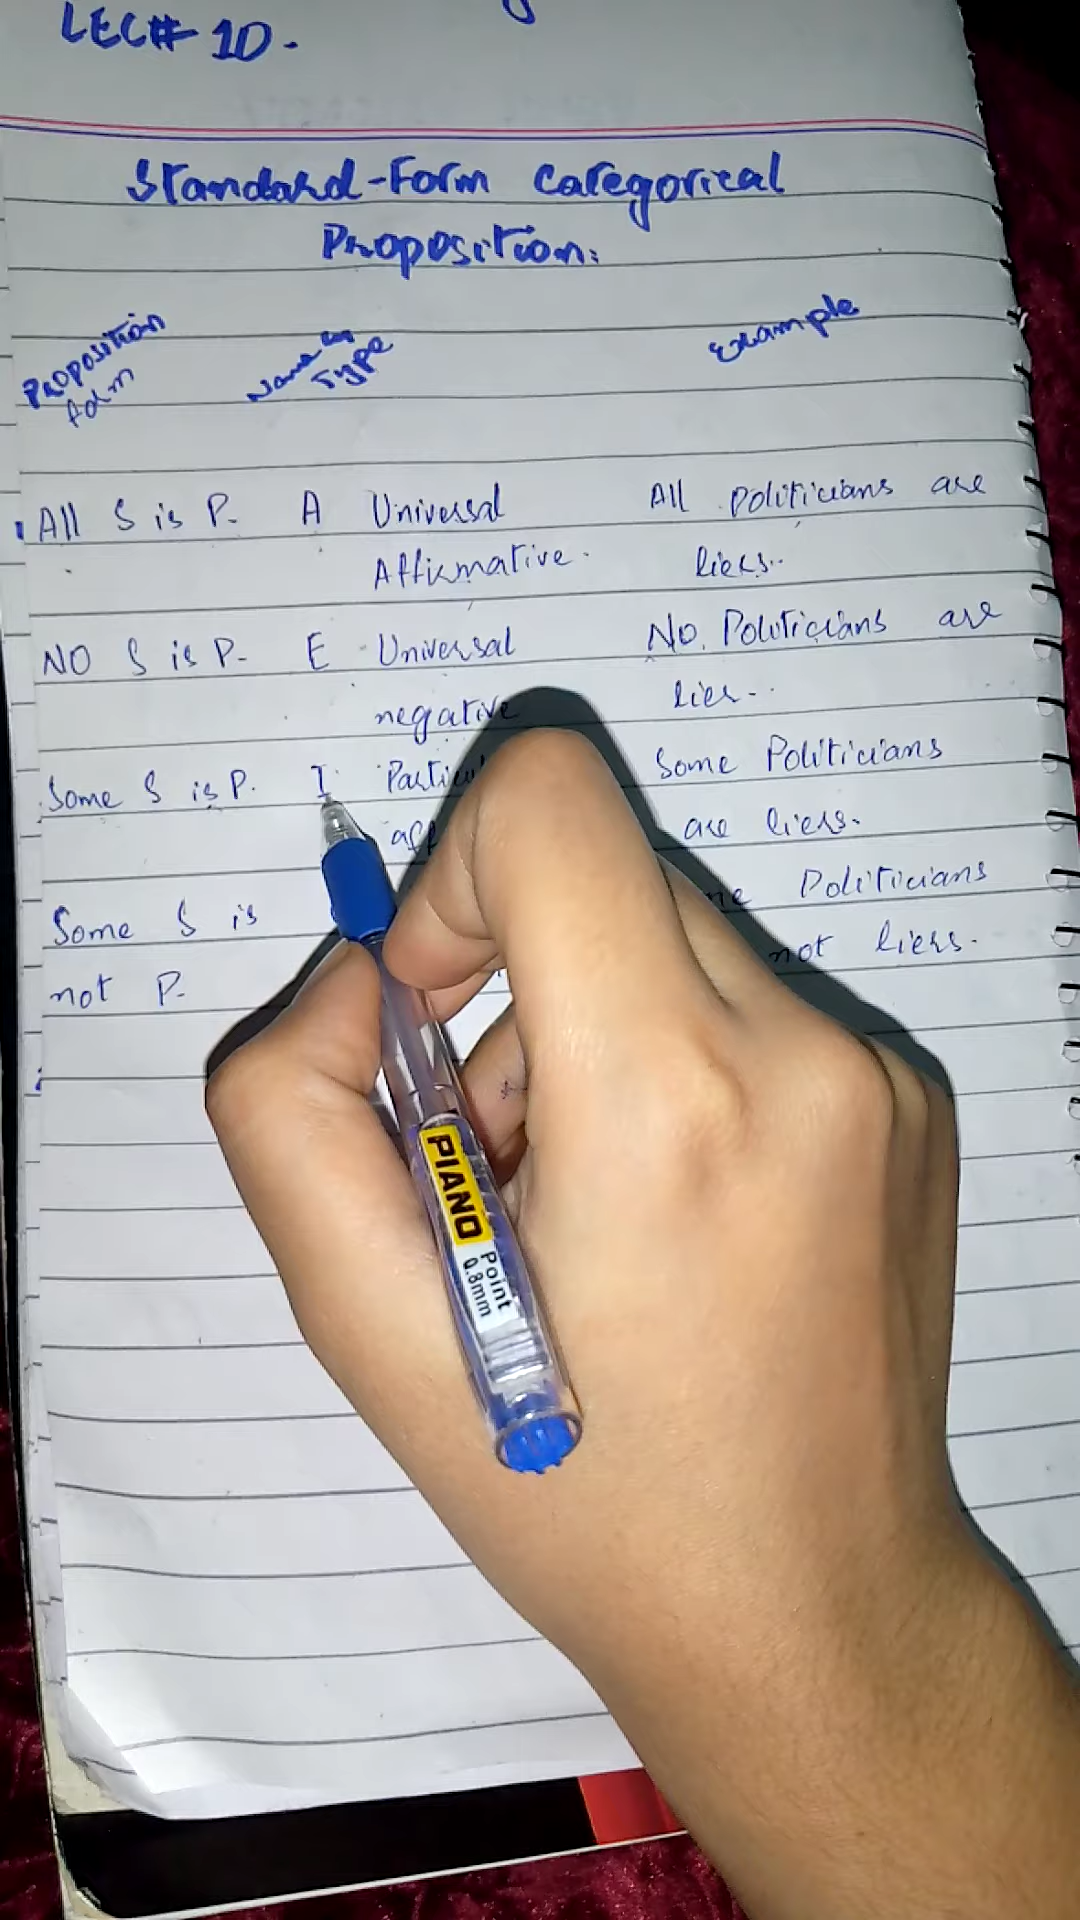 LEC# 10.
Standard-Form Categorical
Proposition:
Proposition form Name and Type Example
All S is P. A Universal All Politicians are
Affirmative. liers..
NO S is P. E Universal No. Politicians are
negative lier...
Some S is P. I Some Politicians
are liers.
Some S is Politicians
not P. not liers.
PIANO
Point
0.8mm